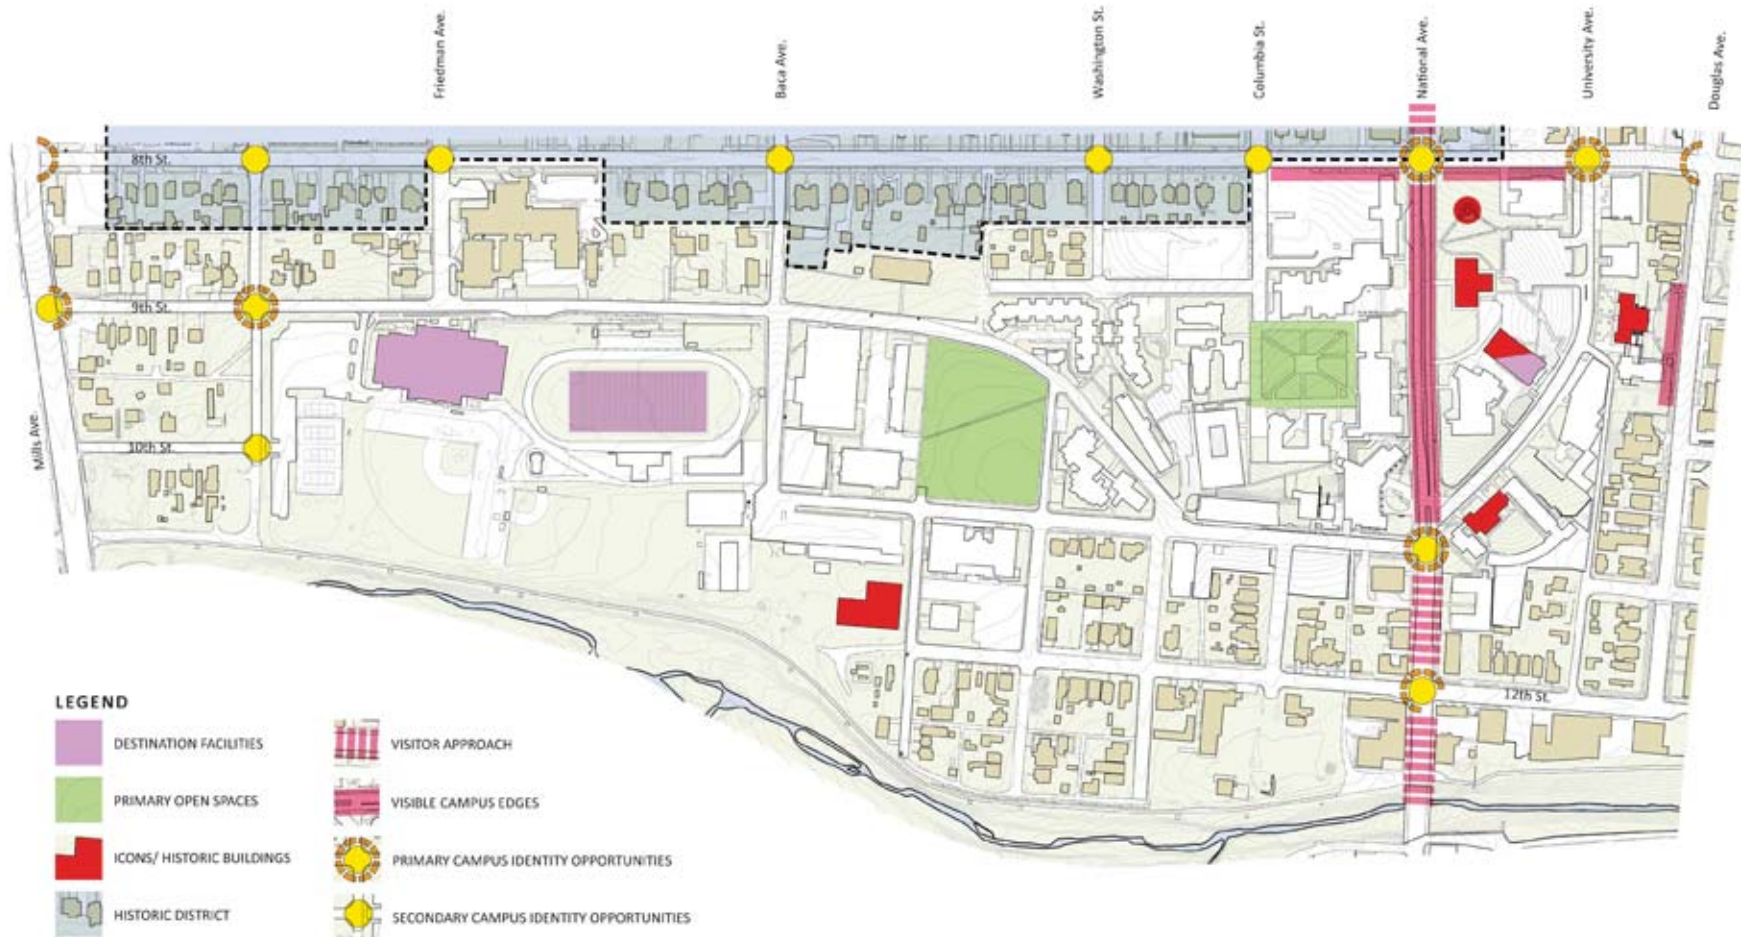 Friedman Ave.
Baca Ave.
Washington St.
Columbia St.
National Ave.
University Ave.
Douglas Ave.
8th St.
9th St.
Mills Ave.
10th St.
12th St.
LEGEND
DESTINATION FACILITIES
VISITOR APPROACH
PRIMARY OPEN SPACES
VISIBLE CAMPUS EDGES
ICONS/ HISTORIC BUILDINGS
PRIMARY CAMPUS IDENTITY OPPORTUNITIES
HISTORIC DISTRICT
SECONDARY CAMPUS IDENTITY OPPORTUNITIES